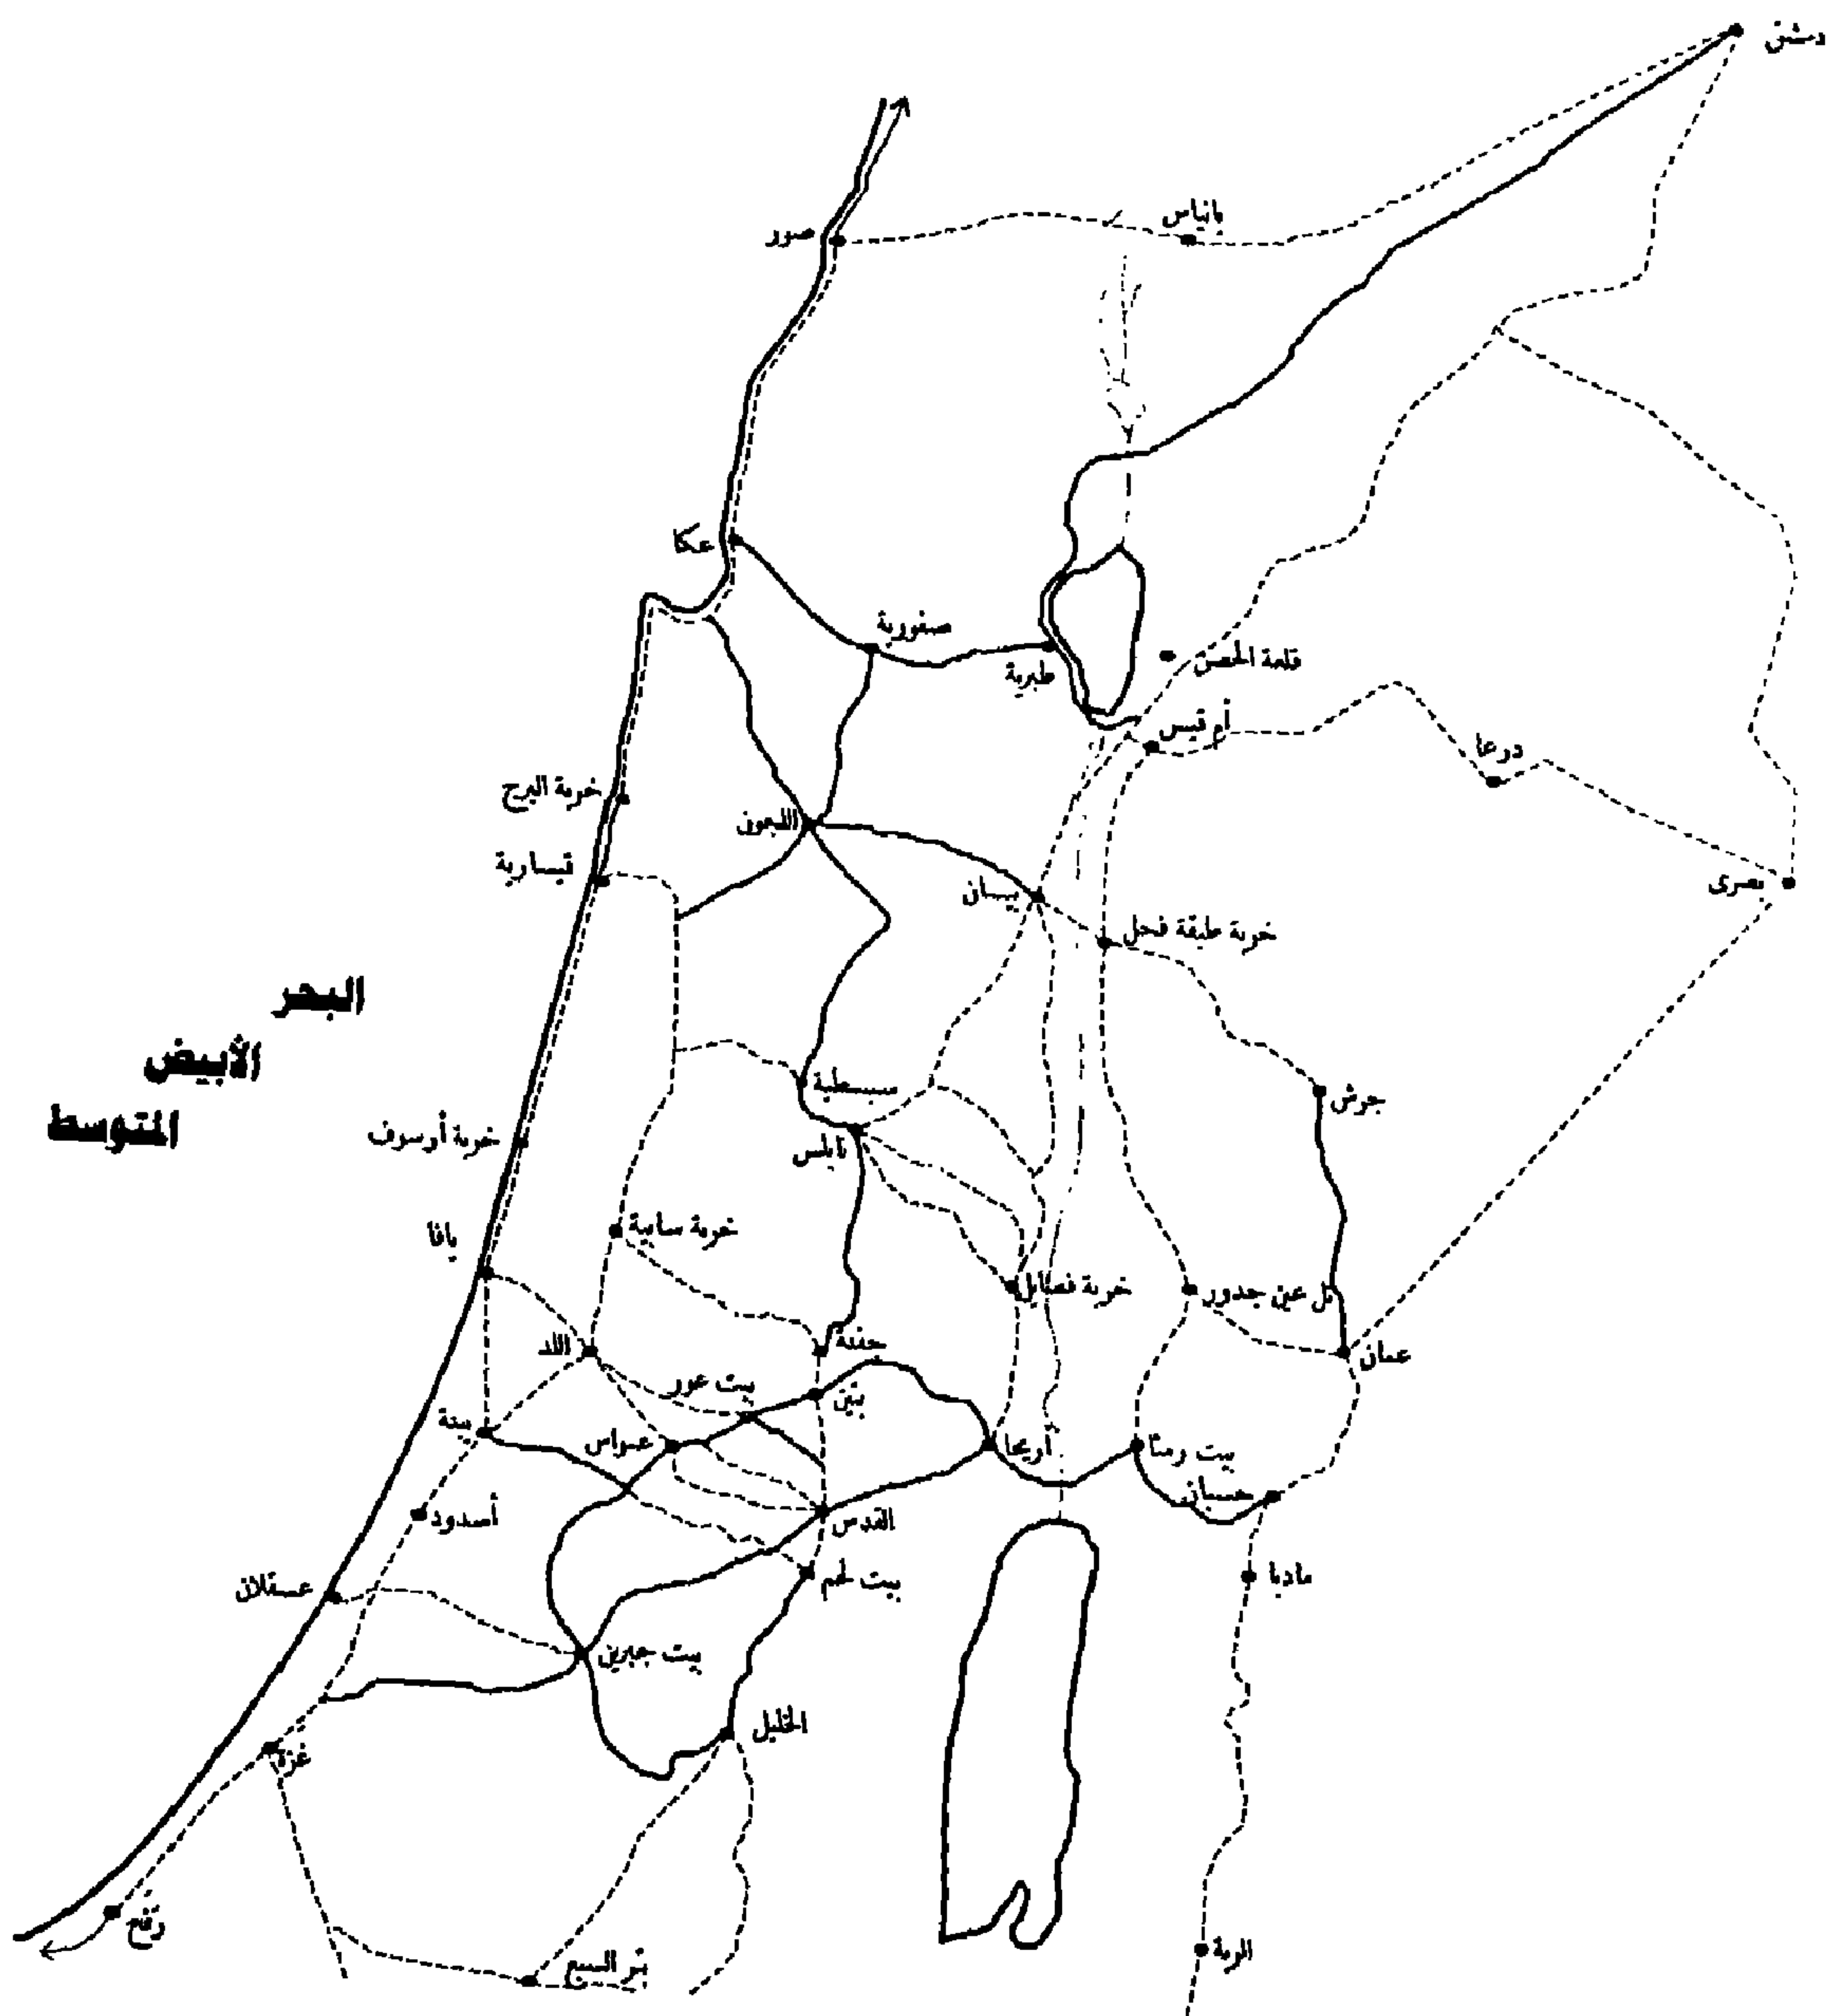 دمشق
بانياس
صور
عكا
صفورية
طبرية
قلعة الحصن
أم قيس
درعا
خربة البرج
اللجون
قيسارية
بيسان
بصرى
خربة طبقة فحل
البحر
الأبيض
المتوسط
سبسطية
جرش
خربة أرسوف
نابلس
يافا
خربة سابية
خربة فصايل
تل عين جدور
اللد
جفنة
عمان
بيت عور
بيتين
يبنة
عمواس
أريحا
بيت رمتا
حسبان
أسدود
القدس
عسقلان
بيت لحم
مادبا
بيت جبرين
الخليل
غزة
رفح
بئر السبع
الربة